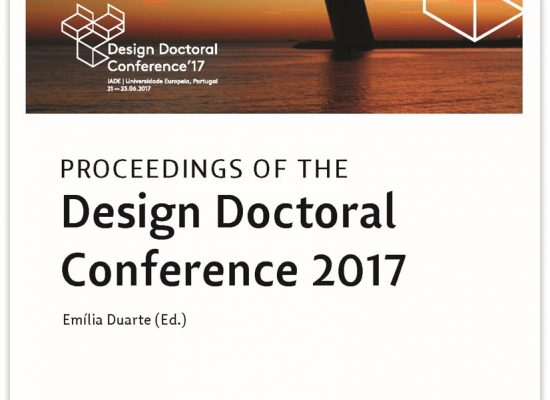 Design Doctoral
Conference'17
IADE | Universidade Europeia, Portugal
21 — 23.06.2017
PROCEEDINGS OF THE
Design Doctoral
Conference 2017
Emília Duarte (Ed.)